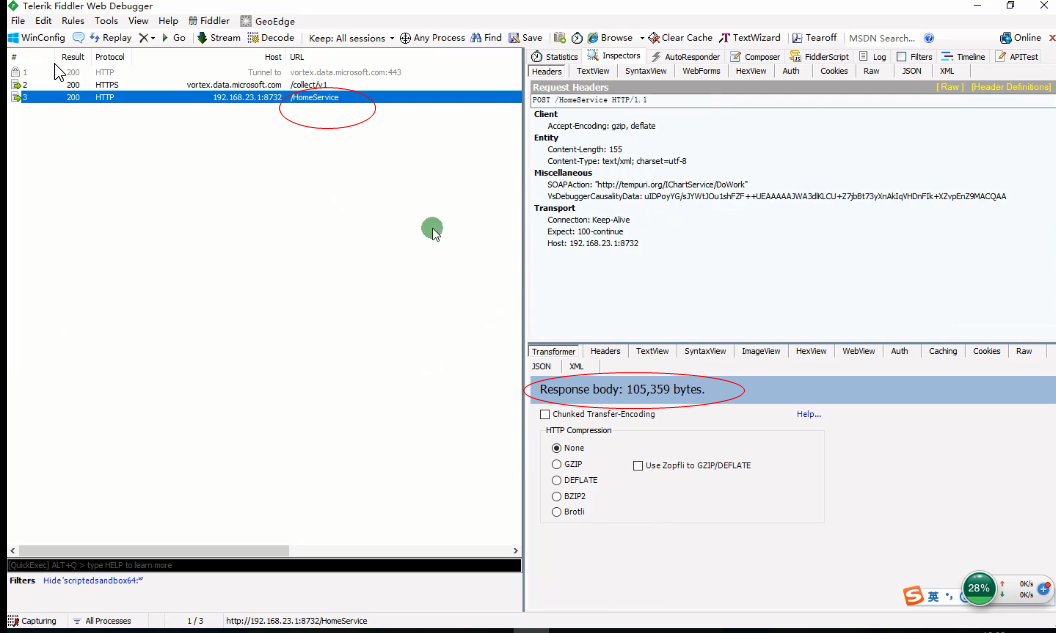 Telerik Fiddler Web Debugger
File Edit Rules Tools View Help Fiddler GeoEdge
WinConfig Replay Go Stream Decode Keep: All sessions Any Process Find Save Browse Clear Cache TextWizard Tearoff MSDN Search... Online
# Result Protocol Host URL
1 200 HTTP Tunnel to vortex.data.microsoft.com:443
2 200 HTTPS vortex.data.microsoft.com /collect/v1
3 200 HTTP 192.168.23.1:8732 /HomeService
Statistics Inspectors AutoResponder Composer FiddlerScript Log Filters Timeline APITest
Headers TextView SyntaxView WebForms HexView Auth Cookies Raw JSON XML
Request Headers [ Raw ] [Header Definitions]
POST /HomeService HTTP/1.1
Client
Accept-Encoding: gzip, deflate
Entity
Content-Length: 155
Content-Type: text/xml; charset=utf-8
Miscellaneous
SOAPAction: "http://tempuri.org/IChartService/DoWork"
VsDebuggerCausalityData:
Transport
Connection: Keep-Alive
Expect: 100-continue
Host: 192.168.23.1:8732
Transformer Headers TextView SyntaxView ImageView HexView WebView Auth Caching Cookies Raw
JSON XML
Response body: 105,359 bytes.
Chunked Transfer-Encoding Help...
HTTP Compression
None
GZIP Use Zopfli to GZIP/DEFLATE
DEFLATE
BZIP2
Brotli
[QuickExec] ALT+Q > type HELP to learn more
Filters Hide 'scriptedsandbox64:*'
英 28% 0K/s
0K/s
Capturing All Processes 1 / 3 http://192.168.23.1:8732/HomeService